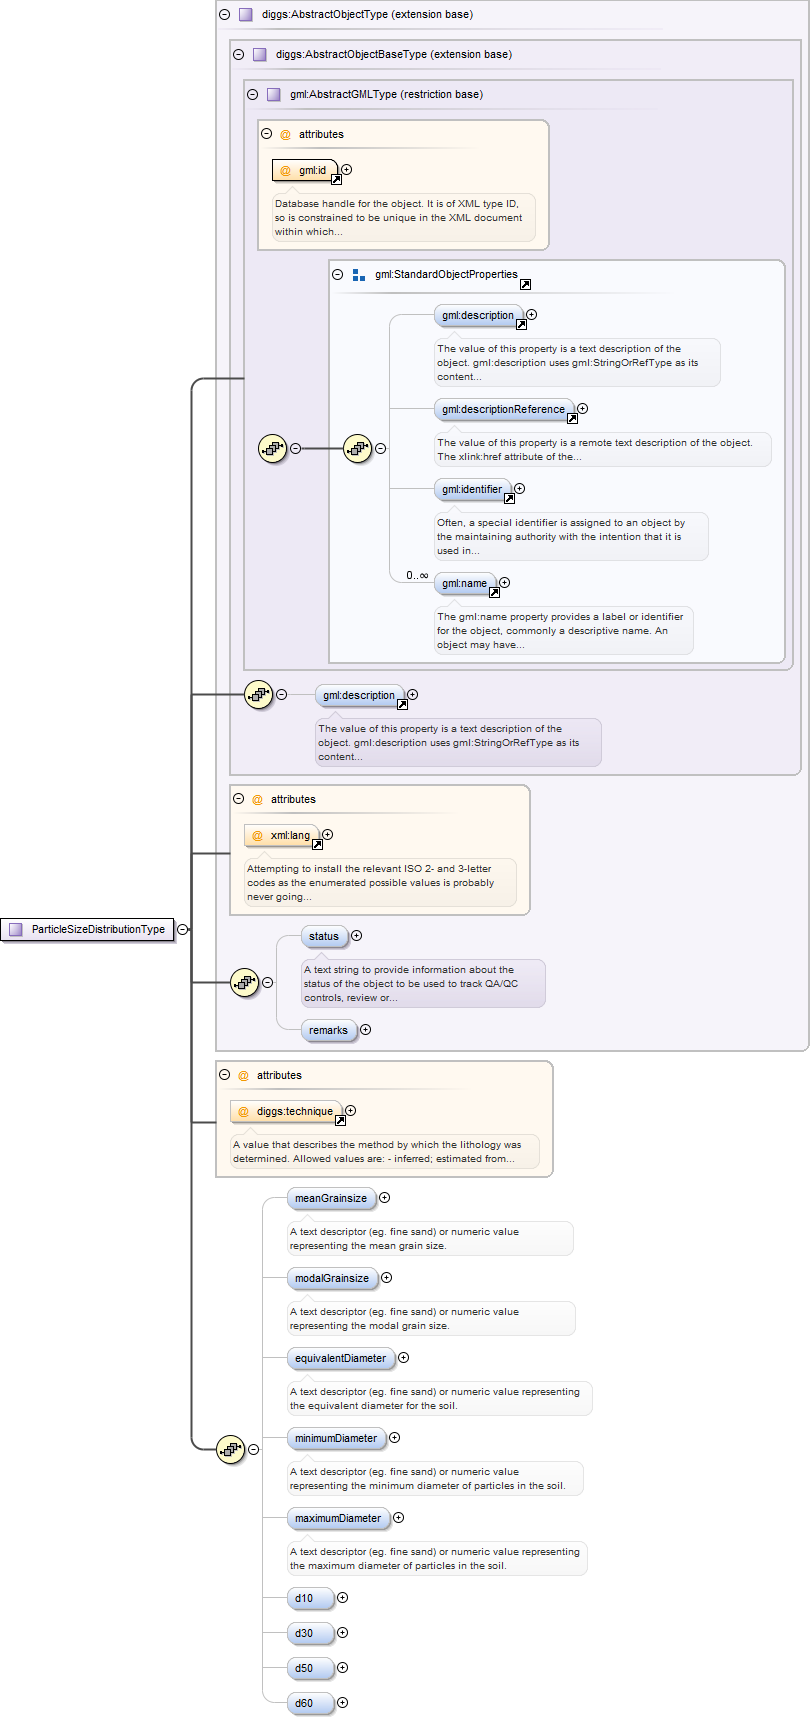 diggs:AbstractObjectType (extension base)
diggs:AbstractObjectBaseType (extension base)
gml:AbstractGMLType (restriction base)
@ attributes
@ gml:id
Database handle for the object. It is of XML type ID,
so is constrained to be unique in the XML document
within which...
gml:StandardObjectProperties
gml:description
The value of this property is a text description of the
object. gml:description uses gml:StringOrRefType as its
content...
gml:descriptionReference
The value of this property is a remote text description of the object.
The xlink:href attribute of the...
gml:identifier
Often, a special identifier is assigned to an object by
the maintaining authority with the intention that it is
used in...
0..∞
gml:name
The gml:name property provides a label or identifier
for the object, commonly a descriptive name. An
object may have...
gml:description
The value of this property is a text description of the
object. gml:description uses gml:StringOrRefType as its
content...
@ attributes
@ xml:lang
Attempting to install the relevant ISO 2- and 3-letter
codes as the enumerated possible values is probably
never going...
ParticleSizeDistributionType
status
A text string to provide information about the
status of the object to be used to track QA/QC
controls, review or...
remarks
@ attributes
@ diggs:technique
A value that describes the method by which the lithology was
determined. Allowed values are: - inferred; estimated from...
meanGrainsize
A text descriptor (eg. fine sand) or numeric value
representing the mean grain size.
modalGrainsize
A text descriptor (eg. fine sand) or numeric value
representing the modal grain size.
equivalentDiameter
A text descriptor (eg. fine sand) or numeric value representing
the equivalent diameter for the soil.
minimumDiameter
A text descriptor (eg. fine sand) or numeric value
representing the minimum diameter of particles in the soil.
maximumDiameter
A text descriptor (eg. fine sand) or numeric value representing
the maximum diameter of particles in the soil.
d10
d30
d50
d60